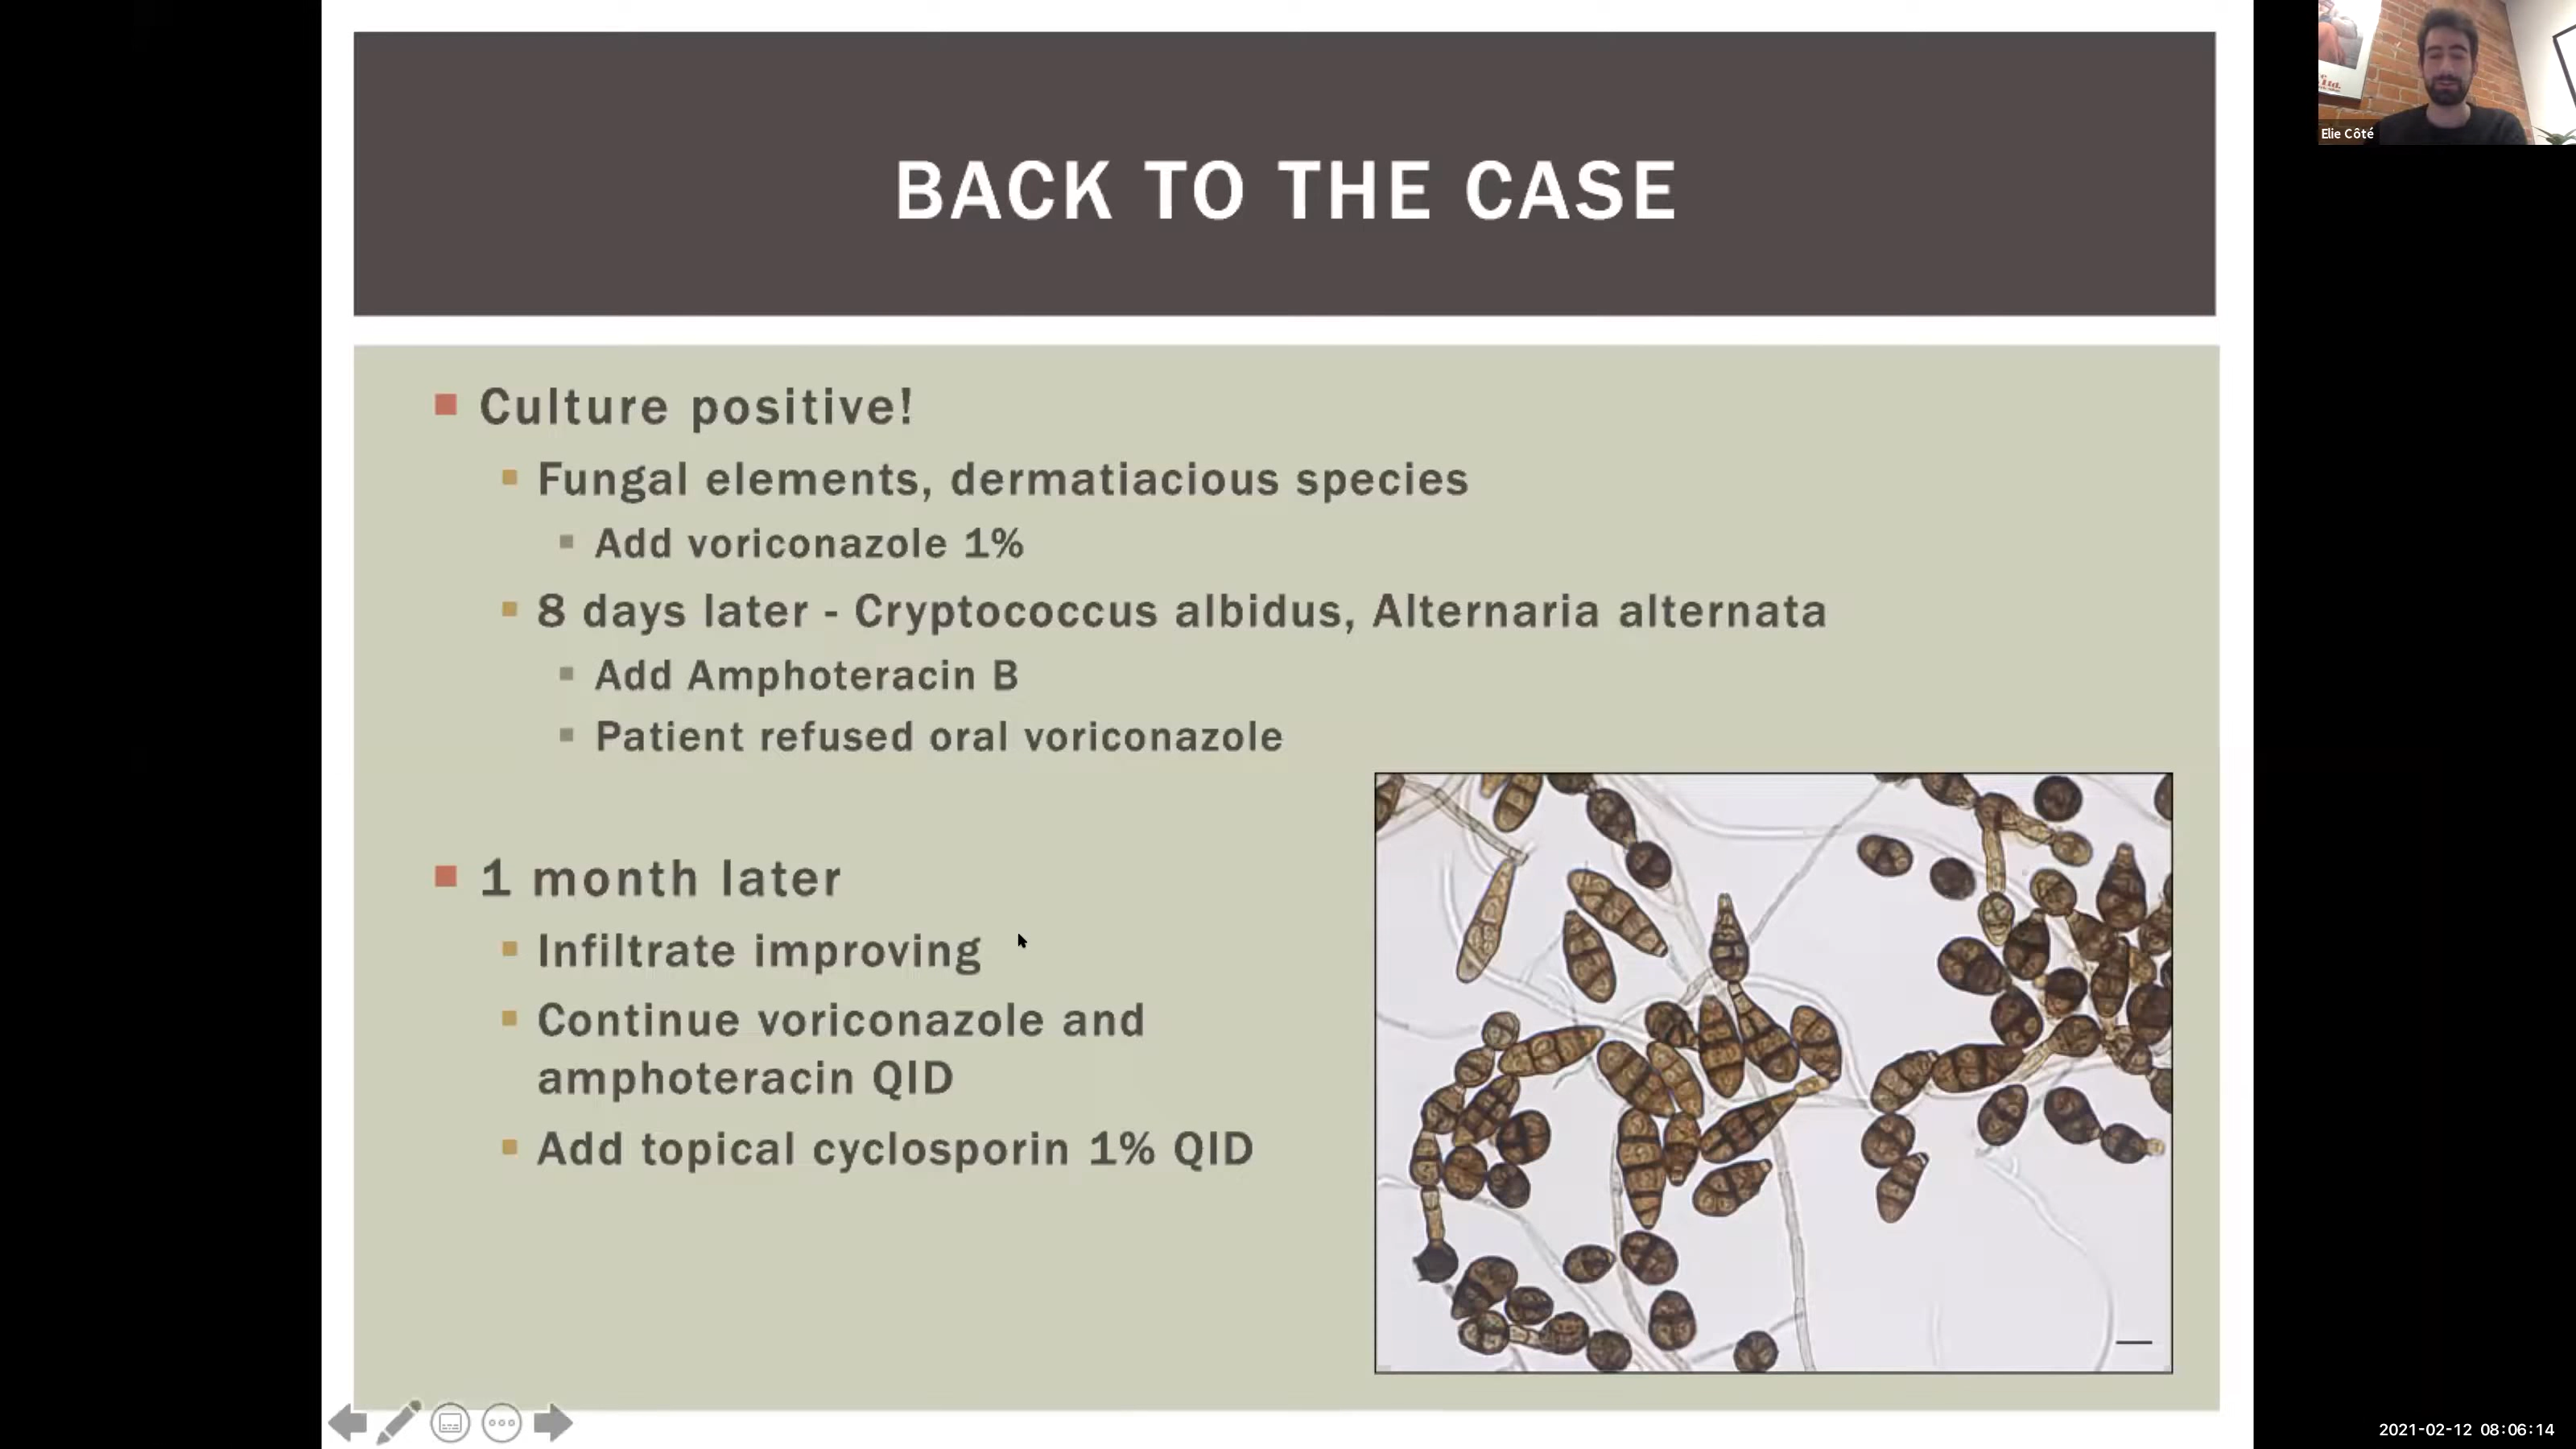 BACK TO THE CASE
Culture positive!
Fungal elements, dermatiacious species
Add voriconazole 1%
8 days later - Cryptococcus albidus, Alternaria alternata
Add Amphoteracin B
Patient refused oral voriconazole
1 month later
Infiltrate improving
Continue voriconazole and
amphoteracin QID
Add topical cyclosporin 1% QID
Elie Côté
2021-02-12 08:06:14